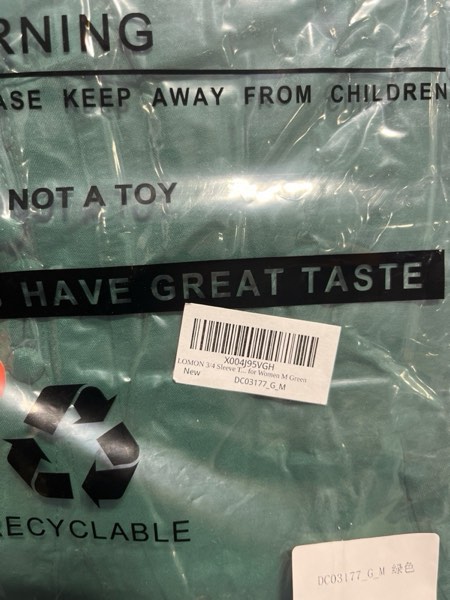 RNING
ASE KEEP AWAY FROM CHILDREN
NOT A TOY
S HAVE GREAT TASTE
X004J95VGH
LOMON 3/4 Sleeve T... for Women M Green
New
DC03177_G_M
RECYCLABLE
DC03177_G_M 绿色